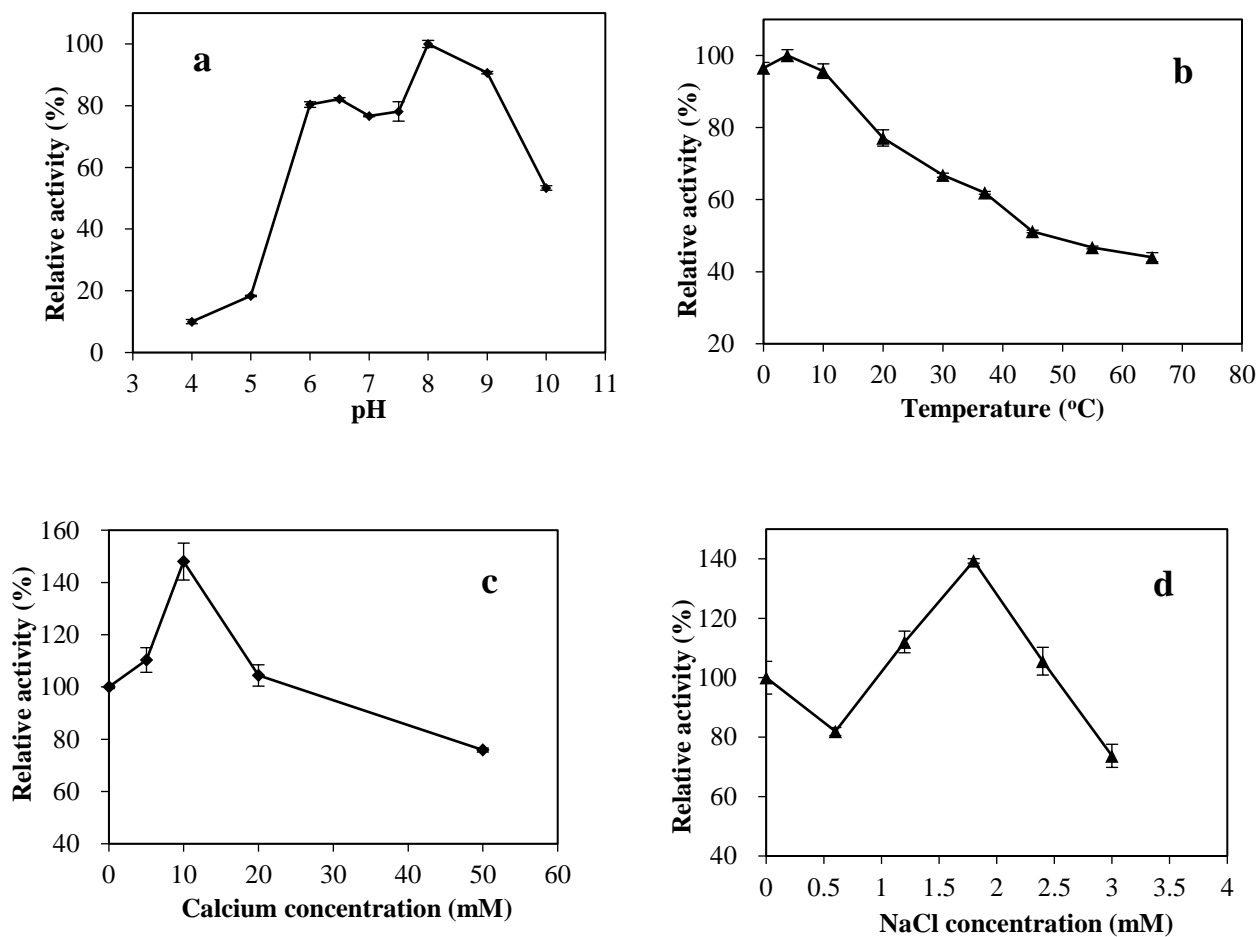 a
Relative activity (%)
100
80
60
40
20
0
3 4 5 6 7 8 9 10 11
pH
b
Relative activity (%)
100
80
60
40
20
0 10 20 30 40 50 60 70 80
Temperature (ᵒC)
c
Relative activity (%)
160
140
120
100
80
60
40
0 10 20 30 40 50 60
Calcium concentration (mM)
d
Relative activity (%)
140
120
100
80
60
40
0 0.5 1 1.5 2 2.5 3 3.5 4
NaCl concentration (mM)